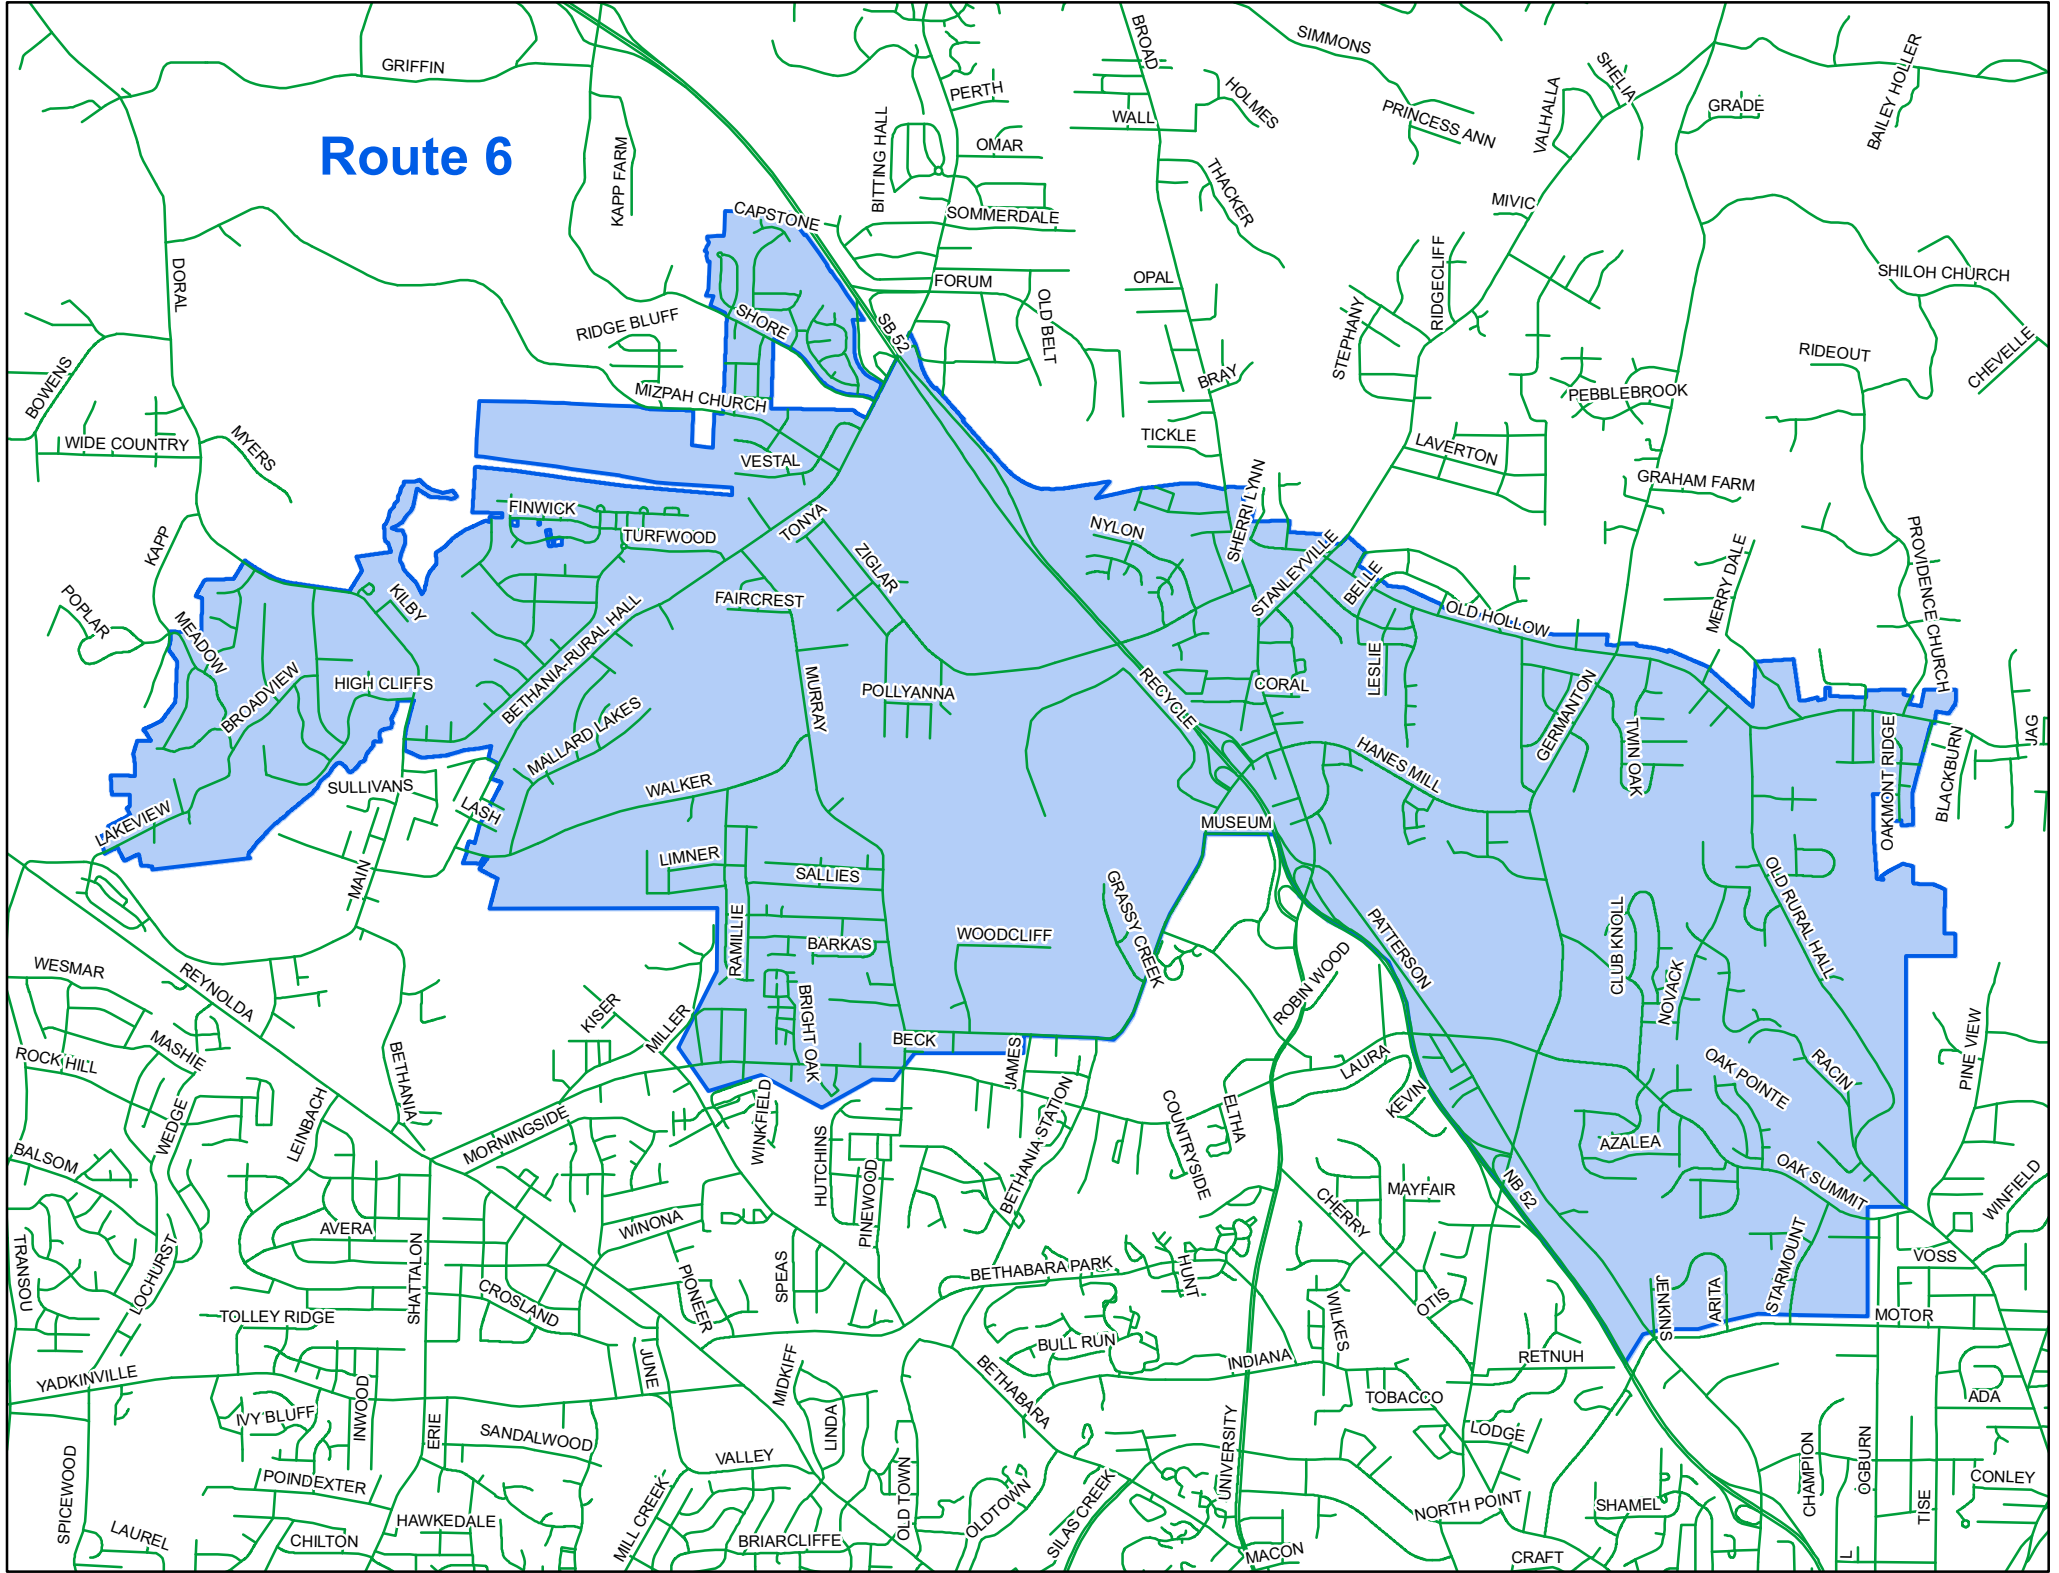 Route 6
GRIFFIN
KAPP FARM
BITTING HALL
PERTH
OMAR
SOMMERDALE
BROAD
WALL
HOLMES
THACKER
SIMMONS
PRINCESS ANN
VALHALLA
SHELIA
GRADE
BAILEY HOLLER
MIVIC
SHILOH CHURCH
CHEVELLE
RIDEOUT
DORAL
CAPSTONE
FORUM
OLD BELT
OPAL
STEPHANY
RIDGECLIFF
SHORE
SB 52
RIDGE BLUFF
MIZPAH CHURCH
BRAY
TICKLE
PEBBLEBROOK
LAVERTON
GRAHAM FARM
BOWENS
WIDE COUNTRY
MYERS
VESTAL
SHERRI LYNN
FINWICK
TURFWOOD
TONYA
ZIGLAR
NYLON
STANLEYVILLE
BELLE
OLD HOLLOW
MERRY DALE
PROVIDENCE CHURCH
KAPP
POPLAR
MEADOW
KILBY
FAIRCREST
BETHANIA-RURAL HALL
BROADVIEW
HIGH CLIFFS
MALLARD LAKES
MURRAY
POLLYANNA
RECYCLE
CORAL
LESLIE
GERMANTON
TWIN OAK
HANES MILL
OAKMONT RIDGE
BLACKBURN
JAG
SULLIVANS
LASH
WALKER
LAKEVIEW
MUSEUM
MAIN
LIMNER
SALLIES
RAMILLIE
BARKAS
WOODCLIFF
GRASSY CREEK
PATTERSON
CLUB KNOLL
NOVACK
OLD RURAL HALL
WESMAR
REYNOLDA
ROBIN WOOD
KISER
MILLER
BRIGHT OAK
BECK
JAMES
LAURA
KEVIN
OAK POINTE
RACIN
PINE VIEW
ROCK HILL
MASHIE
BETHANIA
WEDGE
LEINBACH
MORNINGSIDE
WINKFIELD
HUTCHINS
PINEWOOD
BETHANIA STATION
COUNTRYSIDE
ELTHA
AZALEA
OAK SUMMIT
WINFIELD
BALSOM
AVERA
WINONA
CHERRY
MAYFAIR
NB 52
STARMOUNT
VOSS
TRANSOU
LOCHURST
SHATTALON
CROSLAND
PIONEER
SPEAS
BETHABARA PARK
HUNT
WILKES
OTIS
JENKINS
ARITA
MOTOR
TOLLEY RIDGE
JUNE
MIDKIFF
BULL RUN
INDIANA
RETNUH
YADKINVILLE
BETHABARA
TOBACCO
ADA
IVY BLUFF
INWOOD
ERIE
SANDALWOOD
LINDA
UNIVERSITY
LODGE
SPICEWOOD
POINDEXTER
VALLEY
OLD TOWN
OLDTOWN
SILAS CREEK
NORTH POINT
SHAMEL
CHAMPION
OGBURN
TISE
CONLEY
LAUREL
CHILTON
HAWKEDALE
MILL CREEK
BRIARCLIFFE
MACON
CRAFT
L